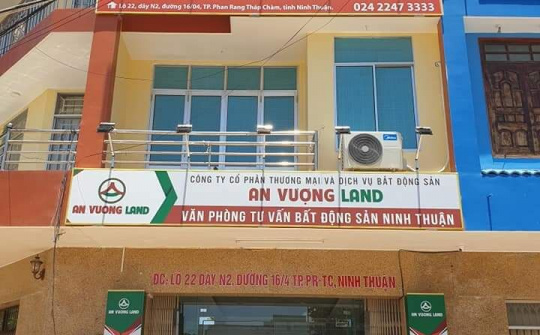 Lô 22, dãy N2, đường 16/04, TP. Phan Rang Tháp Chàm, tỉnh Ninh Thuận.
024 2247 3333
Midea
CÔNG TY CỔ PHẦN THƯƠNG MẠI VÀ DỊCH VỤ BẤT ĐỘNG SẢN
AN VƯỢNG LAND
AN VƯỢNG LAND
VĂN PHÒNG TƯ VẤN BẤT ĐỘNG SẢN NINH THUẬN
ĐC: LÔ 22 DÃY N2, ĐƯỜNG 16/4 TP. PR-TC, NINH THUẬN
AN VƯỢNG LAND
AN VƯỢNG LAND